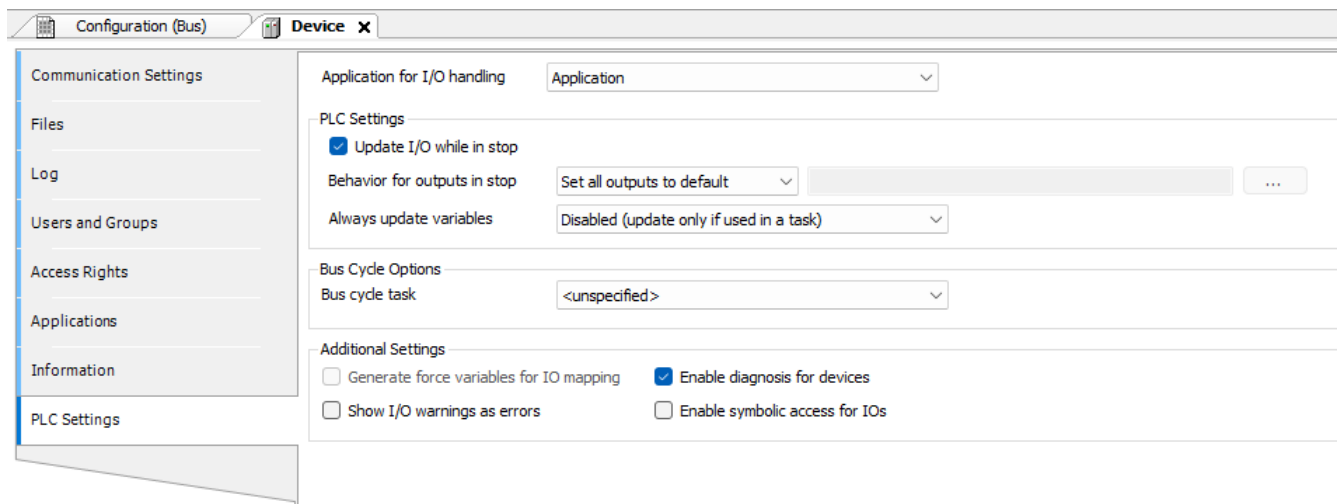 Configuration (Bus) Device
Communication Settings
Files
Log
Users and Groups
Access Rights
Applications
Information
PLC Settings
Application for I/O handling Application
PLC Settings
Update I/O while in stop
Behavior for outputs in stop Set all outputs to default ...
Always update variables Disabled (update only if used in a task)
Bus Cycle Options
Bus cycle task <unspecified>
Additional Settings
Generate force variables for IO mapping Enable diagnosis for devices
Show I/O warnings as errors Enable symbolic access for IOs